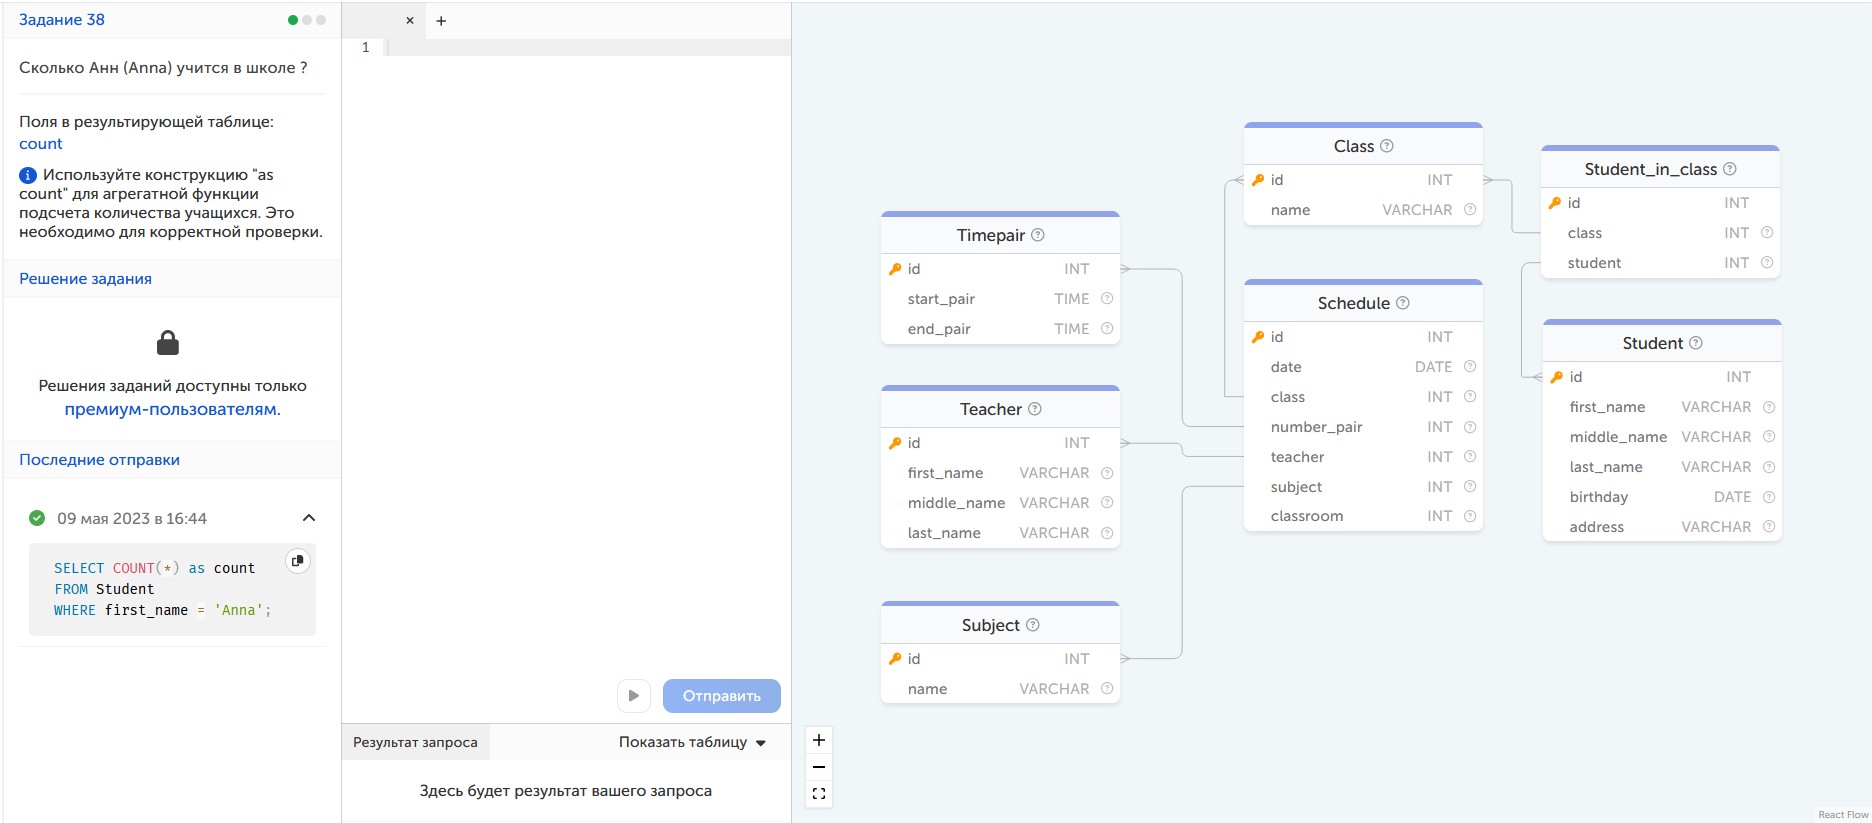 Задание 38
Сколько Анн (Anna) учится в школе ?
Поля в результирующей таблице:
count
Используйте конструкцию "as
count" для агрегатной функции
подсчета количества учащихся. Это
необходимо для корректной проверки.
Решение задания
Решения заданий доступны только
премиум-пользователям.
Последние отправки
09 мая 2023 в 16:44
SELECT COUNT(*) as count
FROM Student
WHERE first_name = 'Anna';
1
Отправить
Результат запроса
Показать таблицу
Здесь будет результат вашего запроса
Timepair
id INT
start_pair TIME
end_pair TIME
Teacher
id INT
first_name VARCHAR
middle_name VARCHAR
last_name VARCHAR
Subject
id INT
name VARCHAR
Class
id INT
name VARCHAR
Schedule
id INT
date DATE
class INT
number_pair INT
teacher INT
subject INT
classroom INT
Student_in_class
id INT
class INT
student INT
Student
id INT
first_name VARCHAR
middle_name VARCHAR
last_name VARCHAR
birthday DATE
address VARCHAR
React Flow